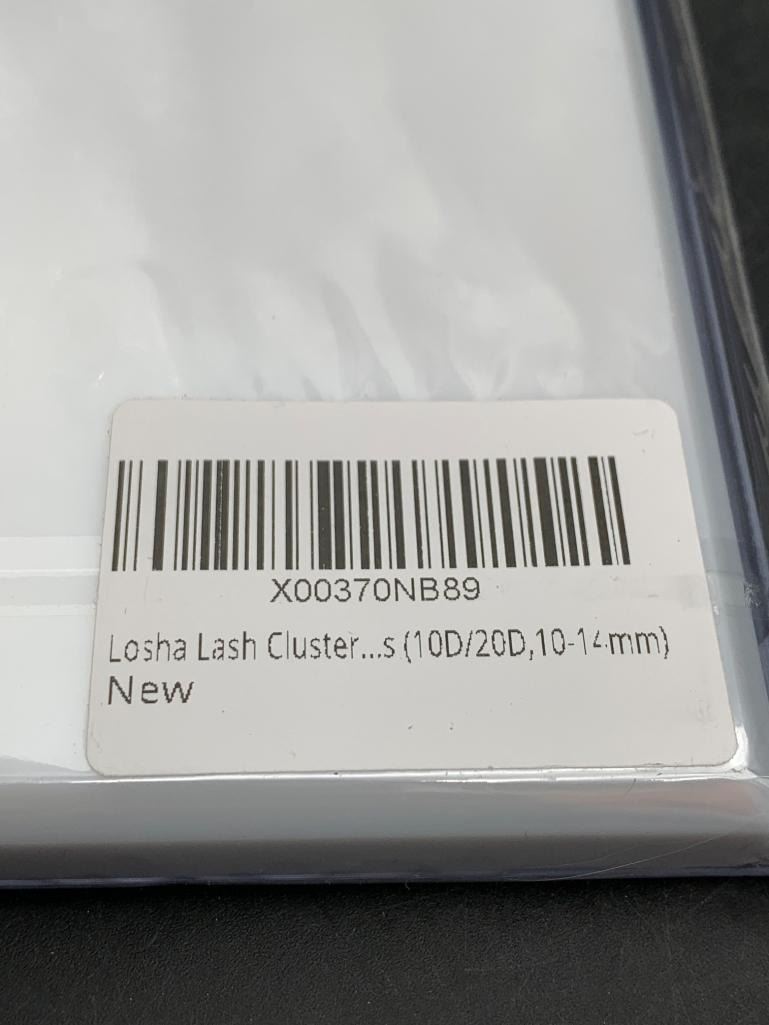 X00370NB89
Losha Lash Cluster...s (10D/20D,10-14mm)
New